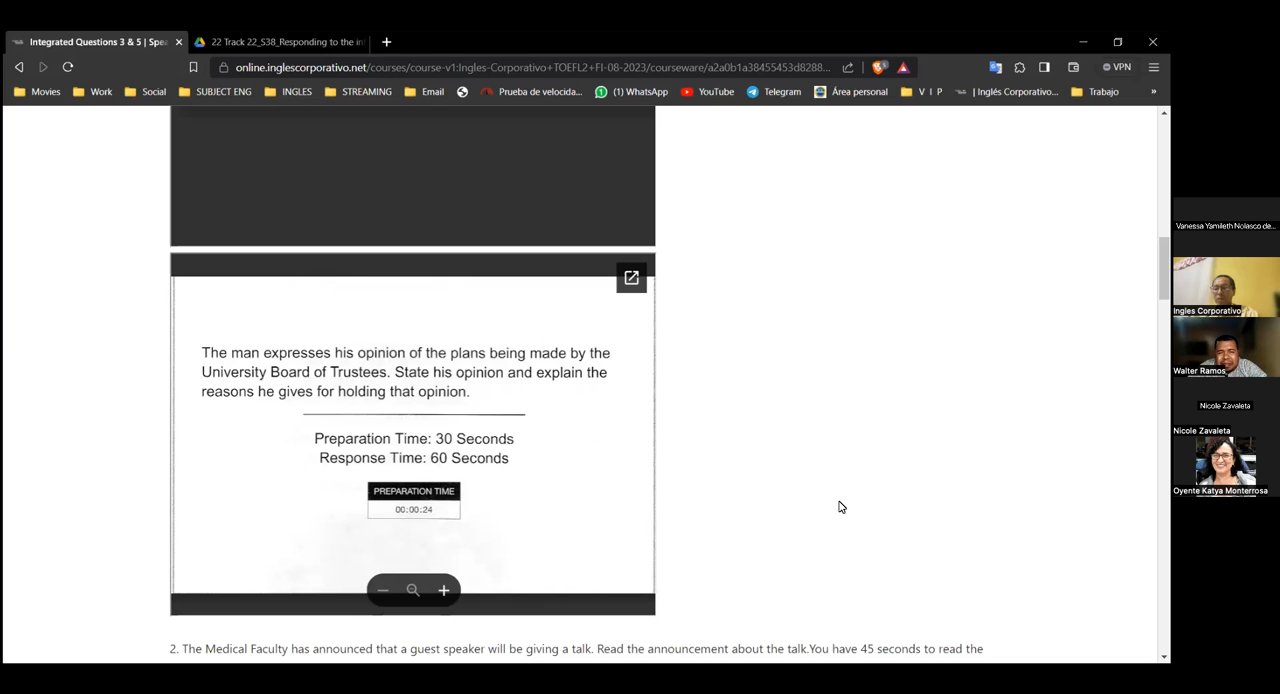 Integrated Questions 3 & 5 | Spea
22 Track 22_S38_Responding to the in
online.inglescorporativo.net/courses/course-v1:Ingles-Corporativo+TOEFL2+FI-08-2023/courseware/a2a0b1a38455453d8288...
VPN
Movies
Work
Social
SUBJECT ENG
INGLES
STREAMING
Email
Prueba de velocida...
(1) WhatsApp
YouTube
Telegram
Área personal
V I P
| Inglés Corporativo...
Trabajo
The man expresses his opinion of the plans being made by the
University Board of Trustees. State his opinion and explain the
reasons he gives for holding that opinion.
Preparation Time: 30 Seconds
Response Time: 60 Seconds
PREPARATION TIME
00:00:24
2. The Medical Faculty has announced that a guest speaker will be giving a talk. Read the announcement about the talk.You have 45 seconds to read the
Vanessa Yamileth Nolasco de...
Ingles Corporativo
Walter Ramos
Nicole Zavaleta
Nicole Zavaleta
Oyente Katya Monterrosa